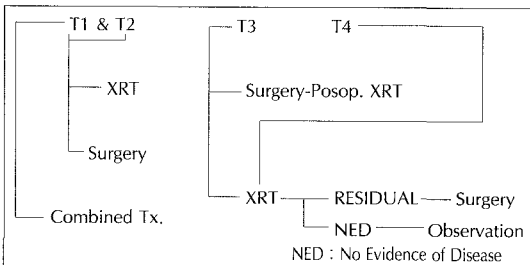 T1 & T2 T3 T4
XRT Surgery-Posop. XRT
Surgery
XRT RESIDUAL Surgery
Combined Tx. NED Observation
NED : No Evidence of Disease